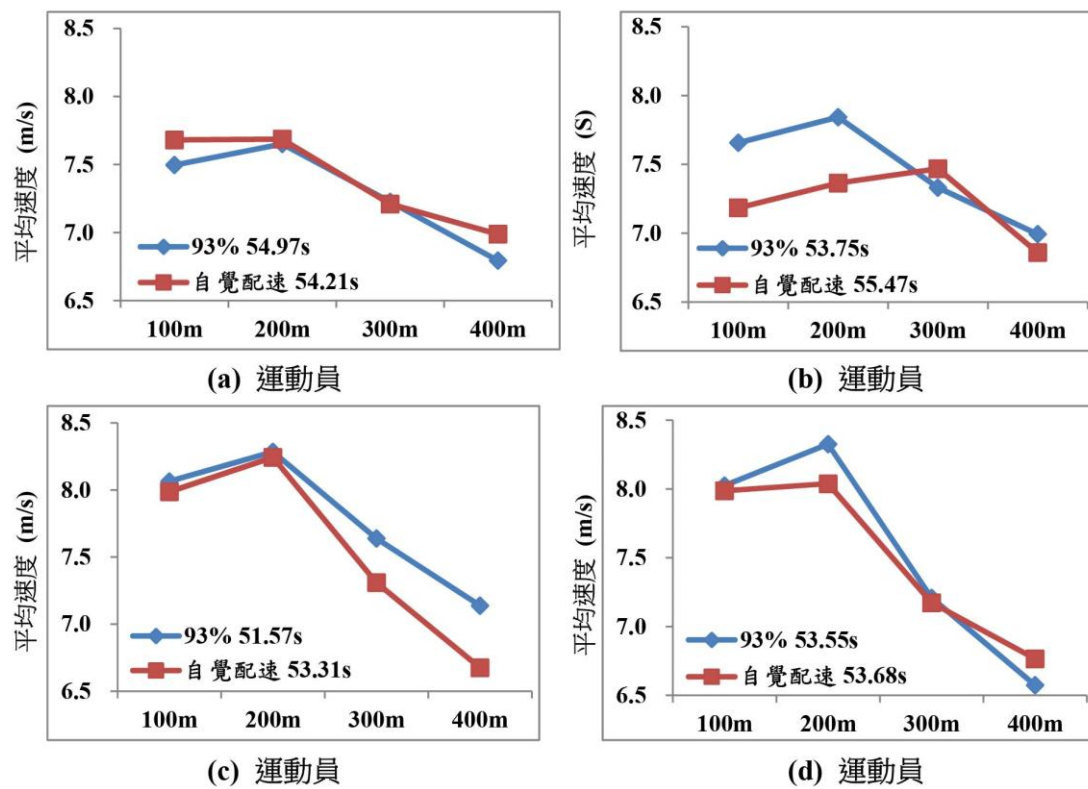 8.5
8.0
7.5
7.0
6.5
平均速度 (m/s)
93% 54.97s
自覺配速 54.21s
100m 200m 300m 400m
(a) 運動員
8.5
8.0
7.5
7.0
6.5
平均速度 (S)
93% 53.75s
自覺配速 55.47s
100m 200m 300m 400m
(b) 運動員
8.5
8.0
7.5
7.0
6.5
平均速度 (m/s)
93% 51.57s
自覺配速 53.31s
100m 200m 300m 400m
(c) 運動員
8.5
8.0
7.5
7.0
6.5
平均速度 (m/s)
93% 53.55s
自覺配速 53.68s
100m 200m 300m 400m
(d) 運動員